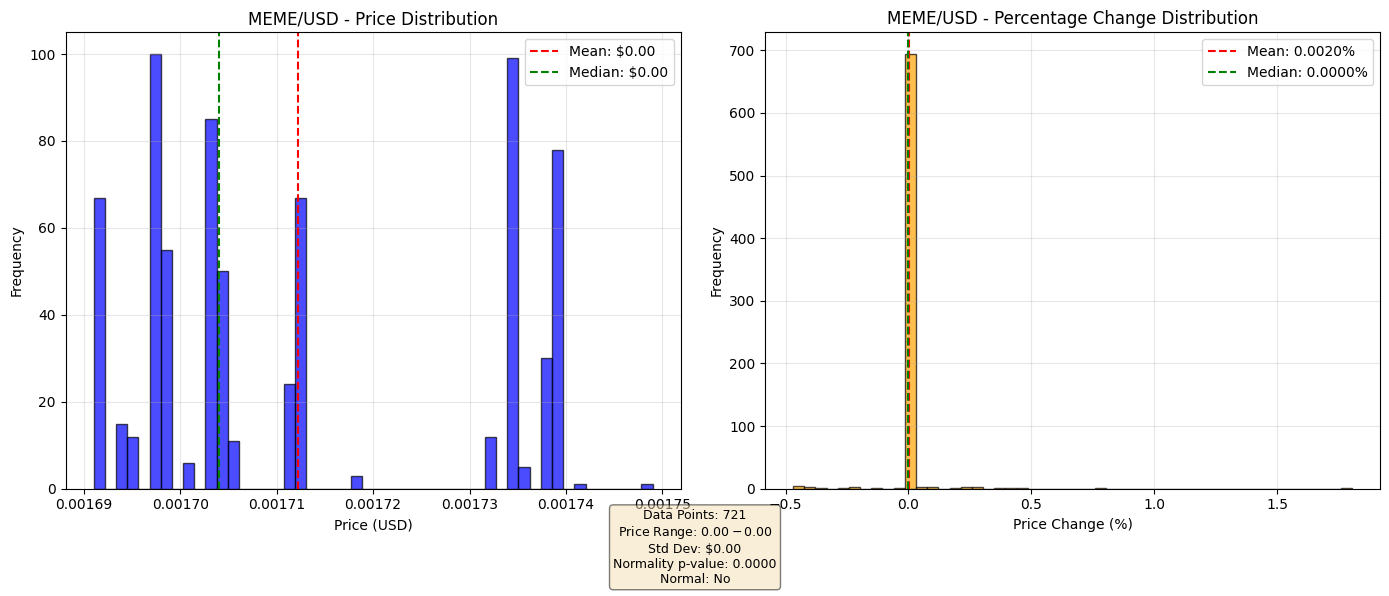 MEME/USD - Price Distribution
Mean: $0.00
Median: $0.00
100
80
60
40
20
0
Frequency
0.00169
0.00170
0.00171
0.00172
0.00173
0.00174
0.00175
Price (USD)
MEME/USD - Percentage Change Distribution
Mean: 0.0020%
Median: 0.0000%
700
600
500
400
300
200
100
0
Frequency
−0.5
0.0
0.5
1.0
1.5
Price Change (%)
Data Points: 721
Price Range: 0.00 − 0.00
Std Dev: $0.00
Normality p-value: 0.0000
Normal: No